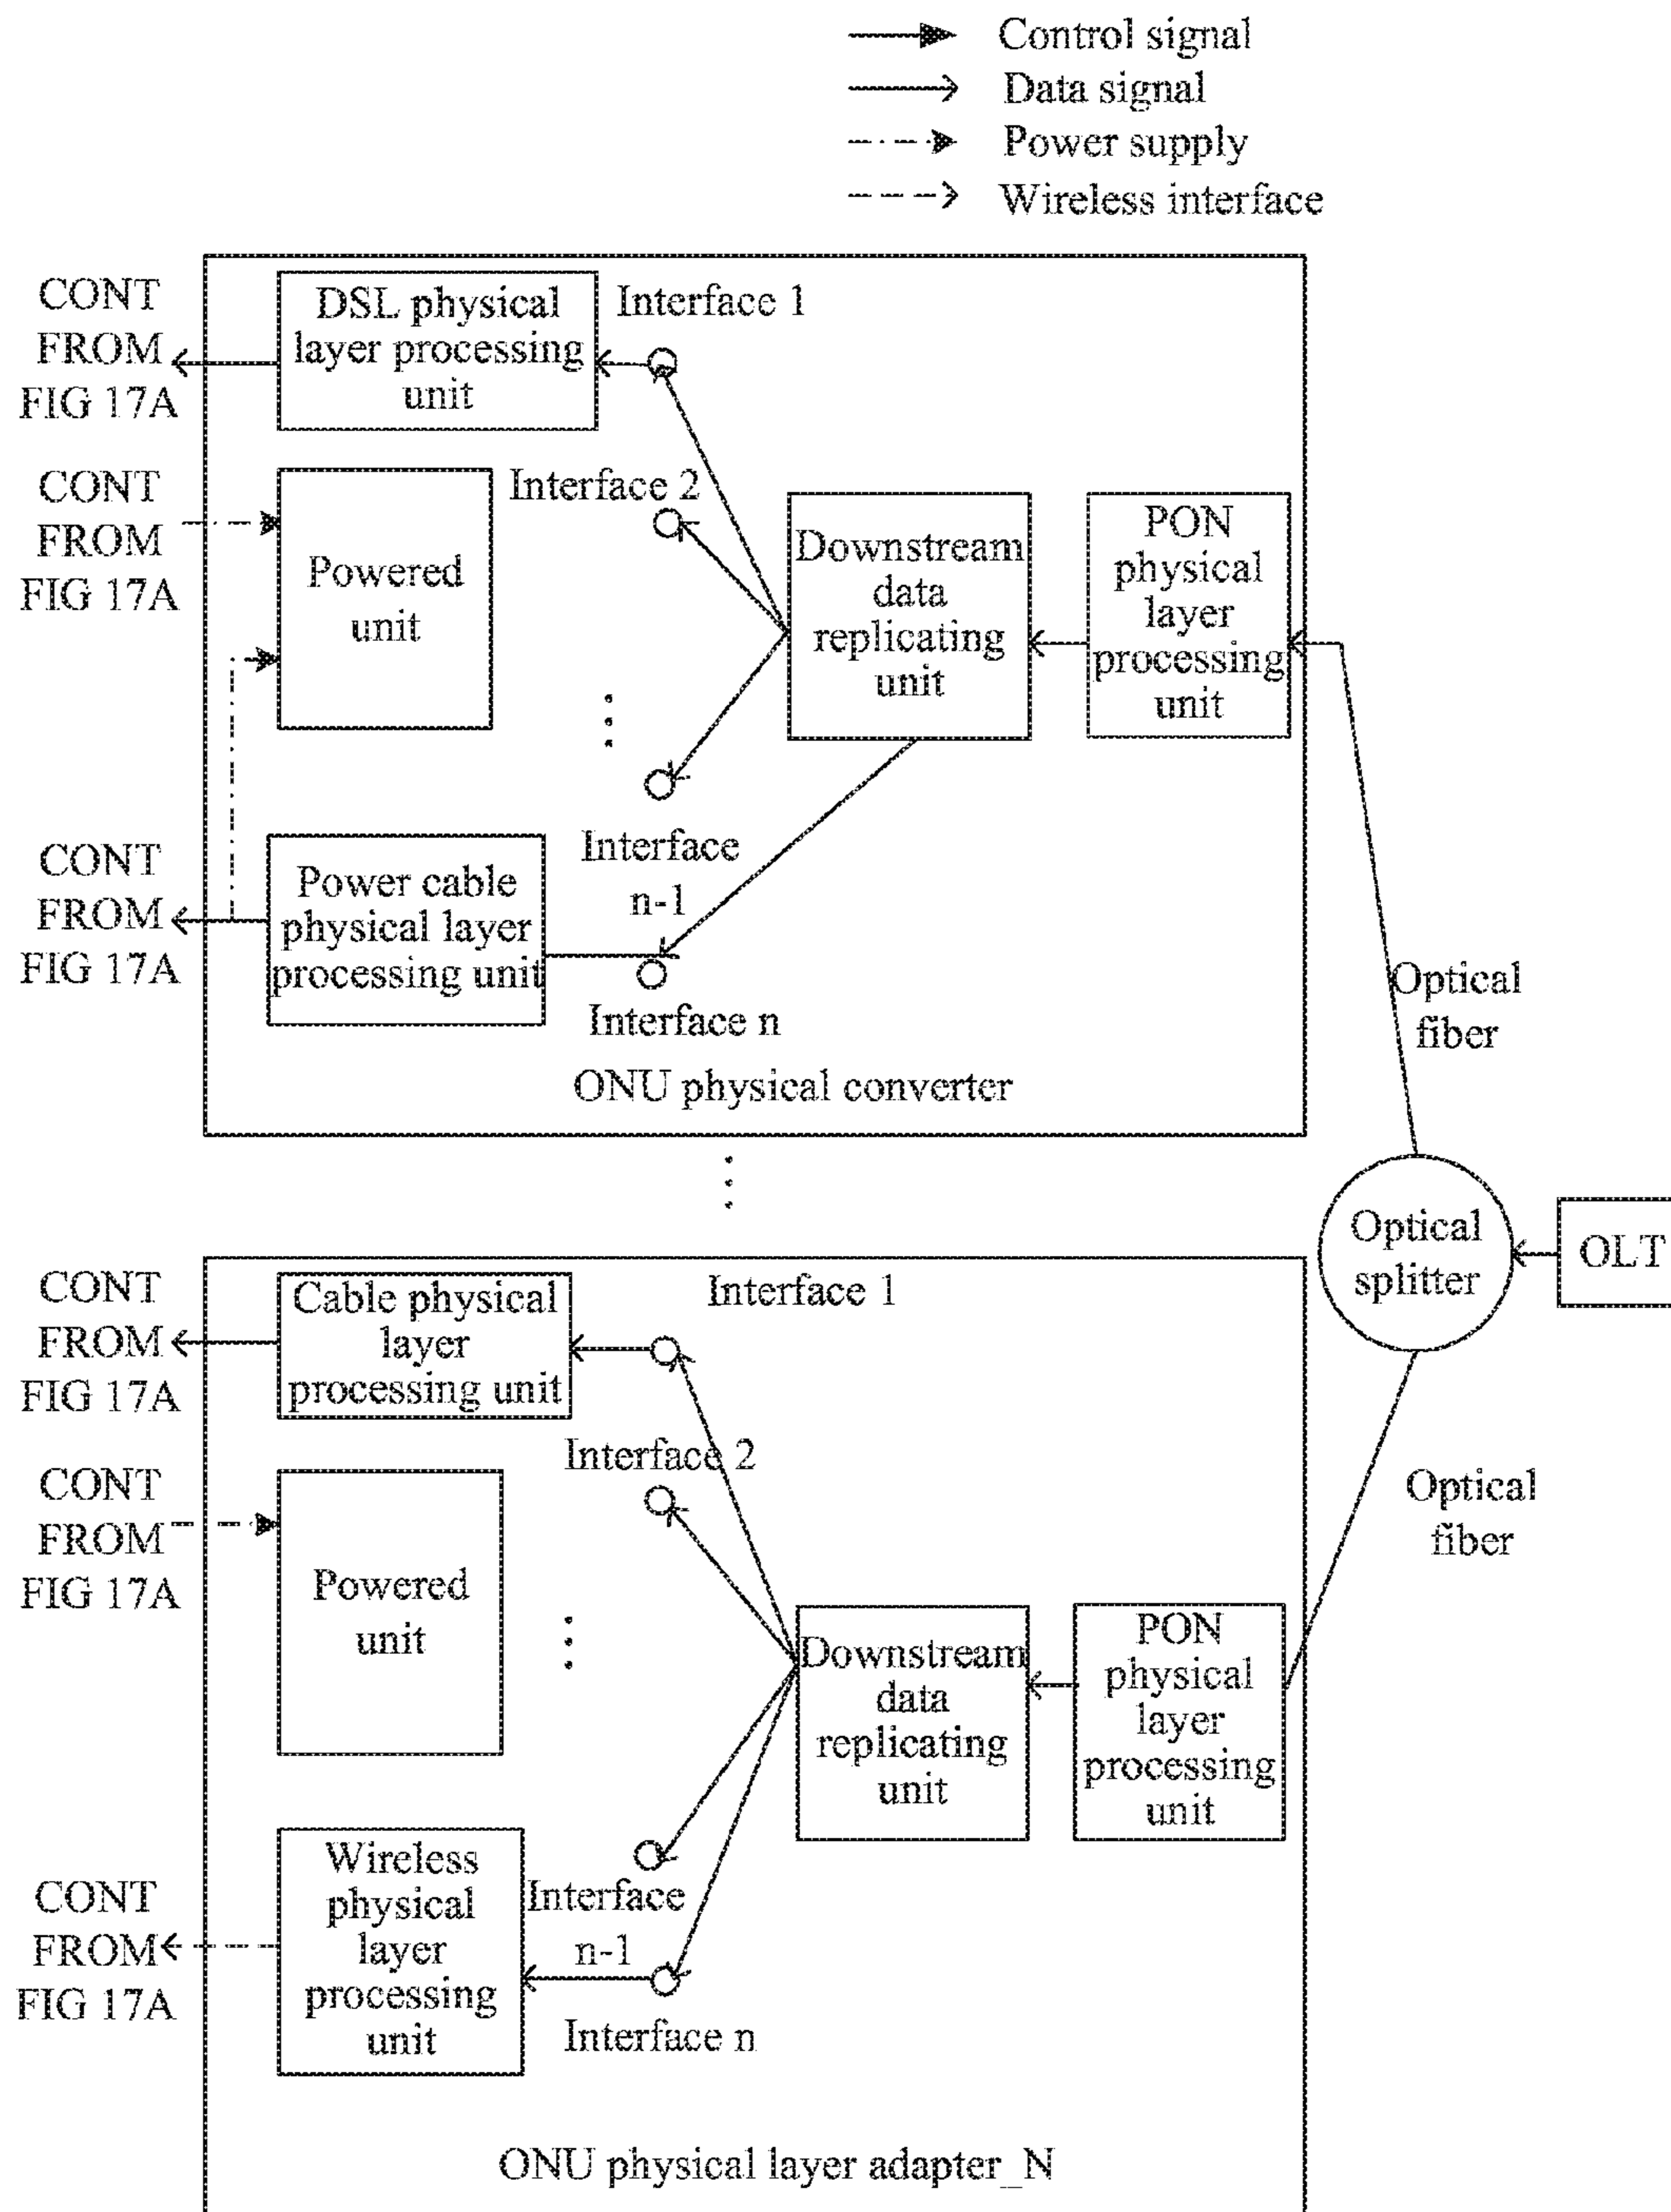 Control signal
Data signal
Power supply
Wireless interface
CONT
FROM
FIG 17A
DSL physical
layer processing
unit
Interface 1
CONT
FROM
FIG 17A
Powered
unit
Interface 2
Downstream
data
replicating
unit
PON
physical
layer
processing
unit
CONT
FROM
FIG 17A
Power cable
physical layer
processing unit
Interface
n-1
Interface n
ONU physical converter
Optical
fiber
Optical
splitter
OLT
CONT
FROM
FIG 17A
Cable physical
layer
processing unit
Interface 1
CONT
FROM
FIG 17A
Powered
unit
Interface 2
Optical
fiber
Downstream
data
replicating
unit
PON
physical
layer
processing
unit
CONT
FROM
FIG 17A
Wireless
physical
layer
processing
unit
Interface
n-1
Interface n
ONU physical layer adapter_N